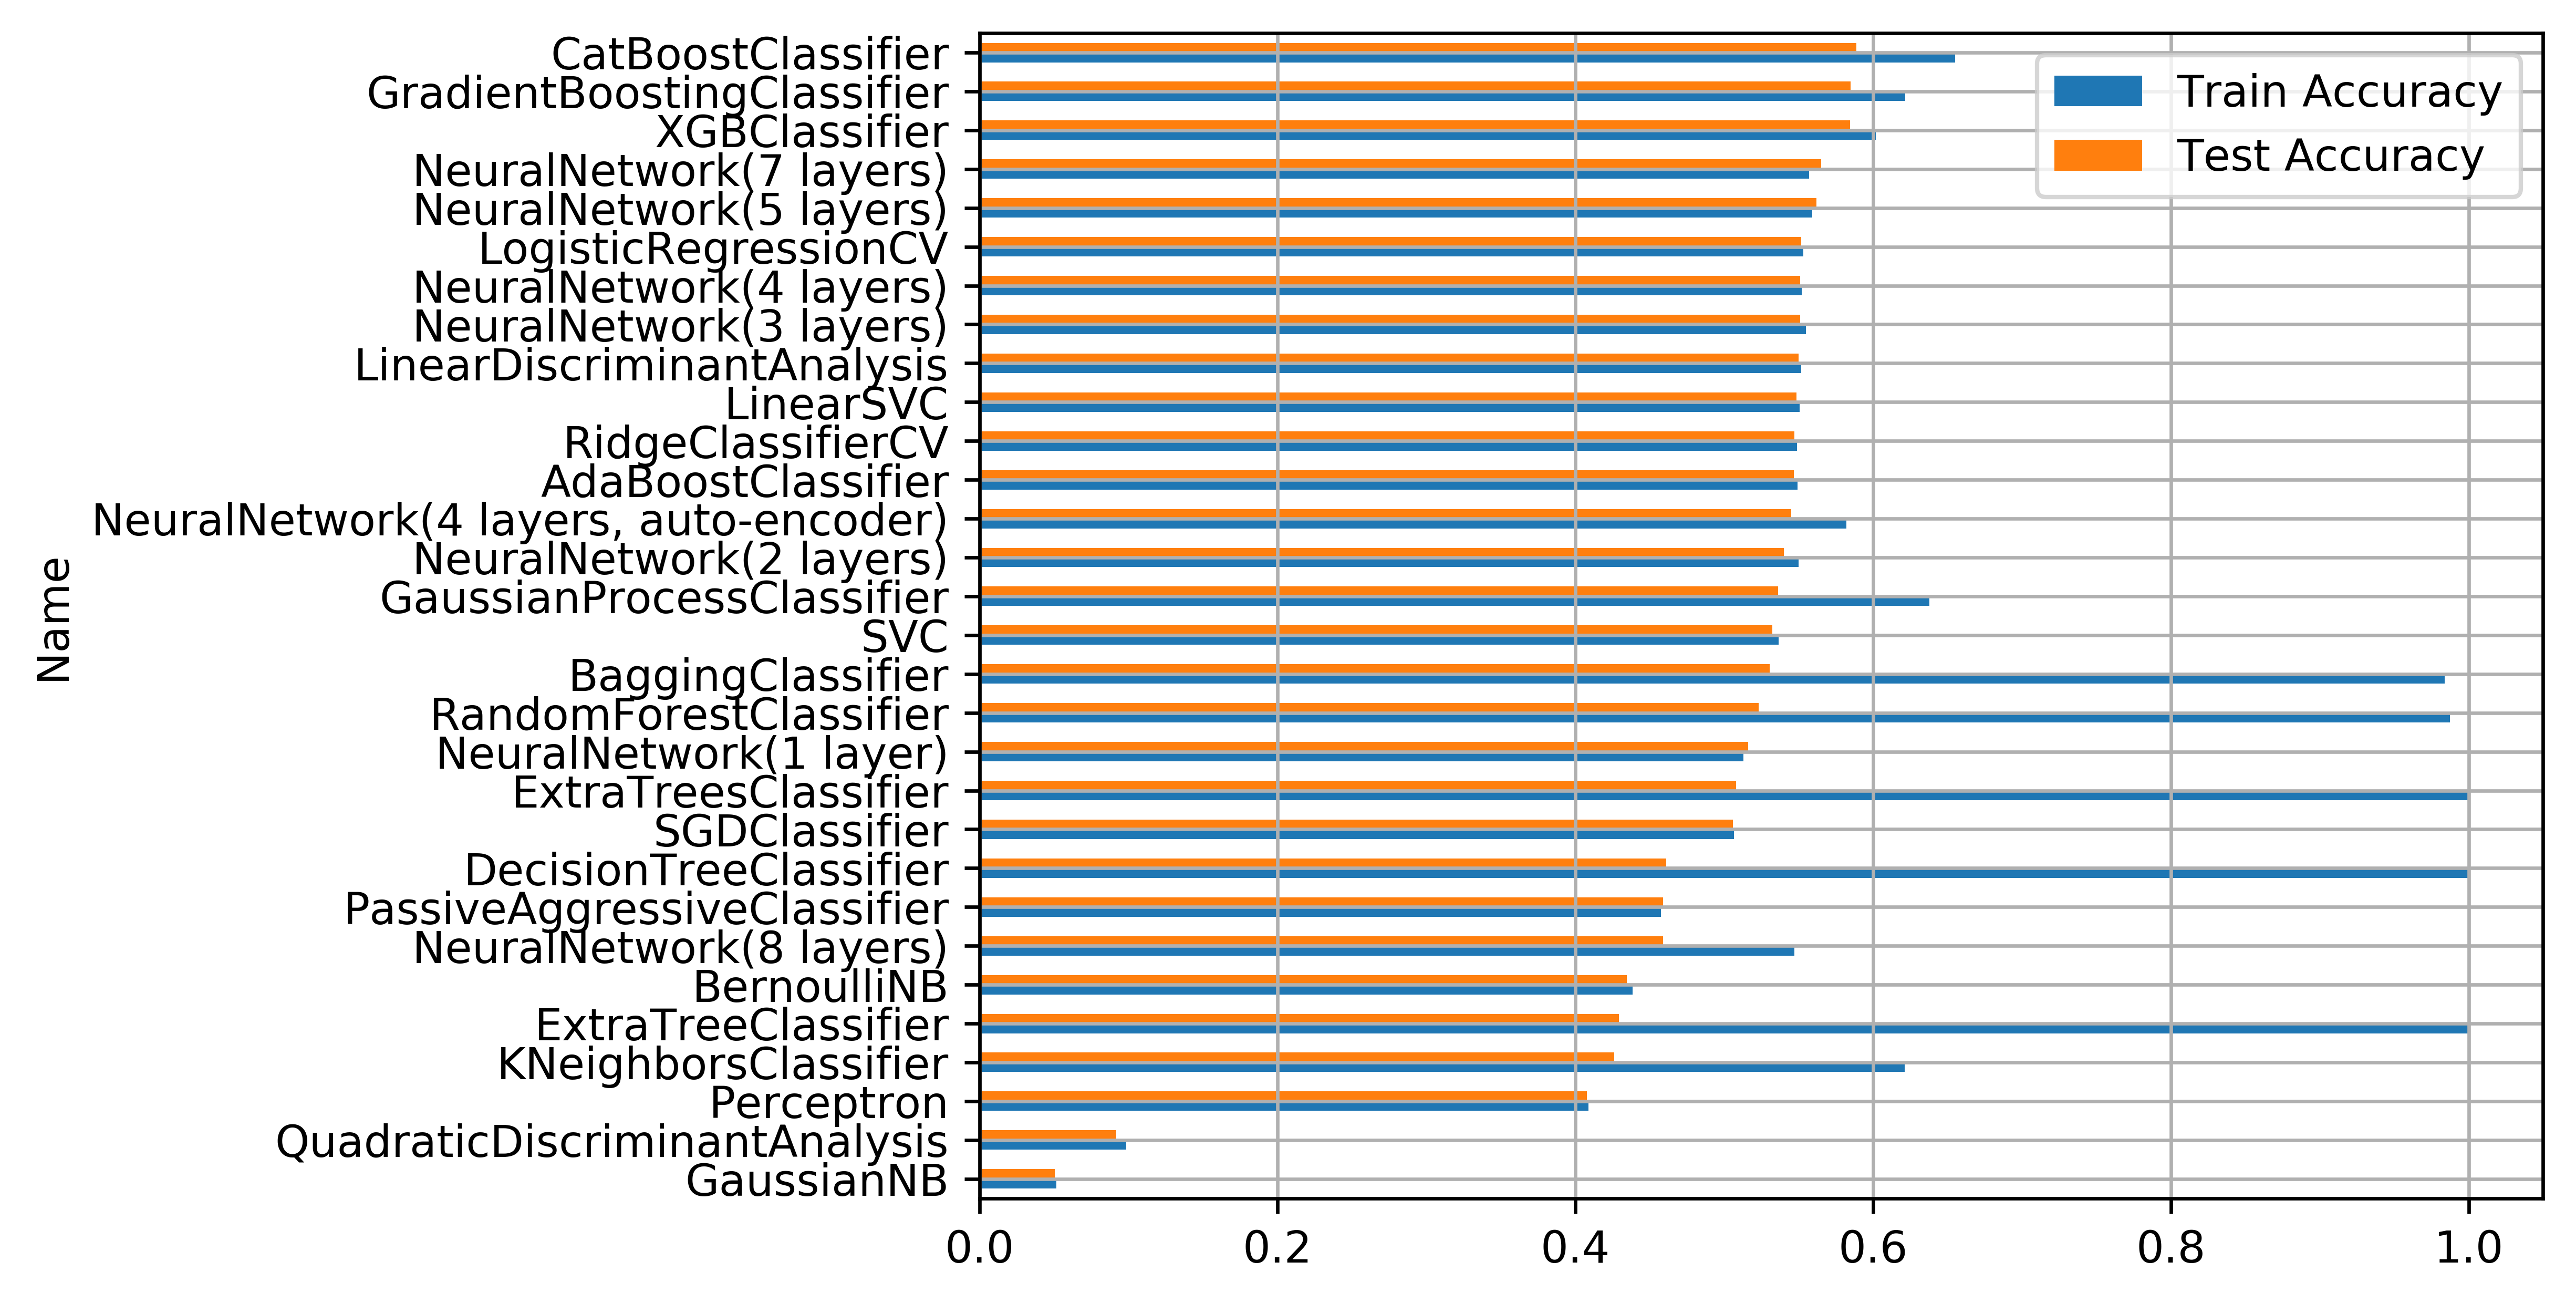 CatBoostClassifier
GradientBoostingClassifier
XGBClassifier
NeuralNetwork(7 layers)
NeuralNetwork(5 layers)
LogisticRegressionCV
NeuralNetwork(4 layers)
NeuralNetwork(3 layers)
LinearDiscriminantAnalysis
LinearSVC
RidgeClassifierCV
AdaBoostClassifier
NeuralNetwork(4 layers, auto-encoder)
NeuralNetwork(2 layers)
GaussianProcessClassifier
SVC
BaggingClassifier
RandomForestClassifier
NeuralNetwork(1 layer)
ExtraTreesClassifier
SGDClassifier
DecisionTreeClassifier
PassiveAggressiveClassifier
NeuralNetwork(8 layers)
BernoulliNB
ExtraTreeClassifier
KNeighborsClassifier
Perceptron
QuadraticDiscriminantAnalysis
GaussianNB
Name
Train Accuracy
Test Accuracy
0.0 0.2 0.4 0.6 0.8 1.0